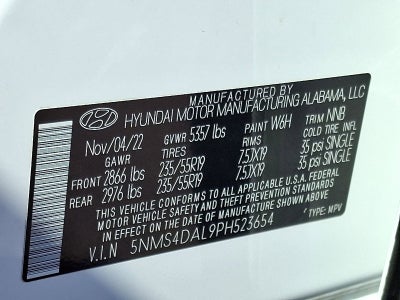 MANUFACTURED BY
HYUNDAI MOTOR MANUFACTURING ALABAMA, LLC
Nov/04/22 GVWR 5357 lbs PAINT W6H TRIM NNB
GAWR TIRES RIMS COLD TIRE INFL.
FRONT 2866 lbs 235/55R19 7.5JX19 35 psi SINGLE
REAR 2976 lbs 235/55R19 7.5JX19 35 psi SINGLE
THIS VEHICLE CONFORMS TO ALL APPLICABLE U.S.A. FEDERAL
MOTOR VEHICLE SAFETY, BUMPER, AND THEFT PREVENTION STANDARDS
IN EFFECT ON THE DATE OF MANUFACTURE SHOWN ABOVE.
V.I.N 5NMS4DAL9PH523654 TYPE: MPV